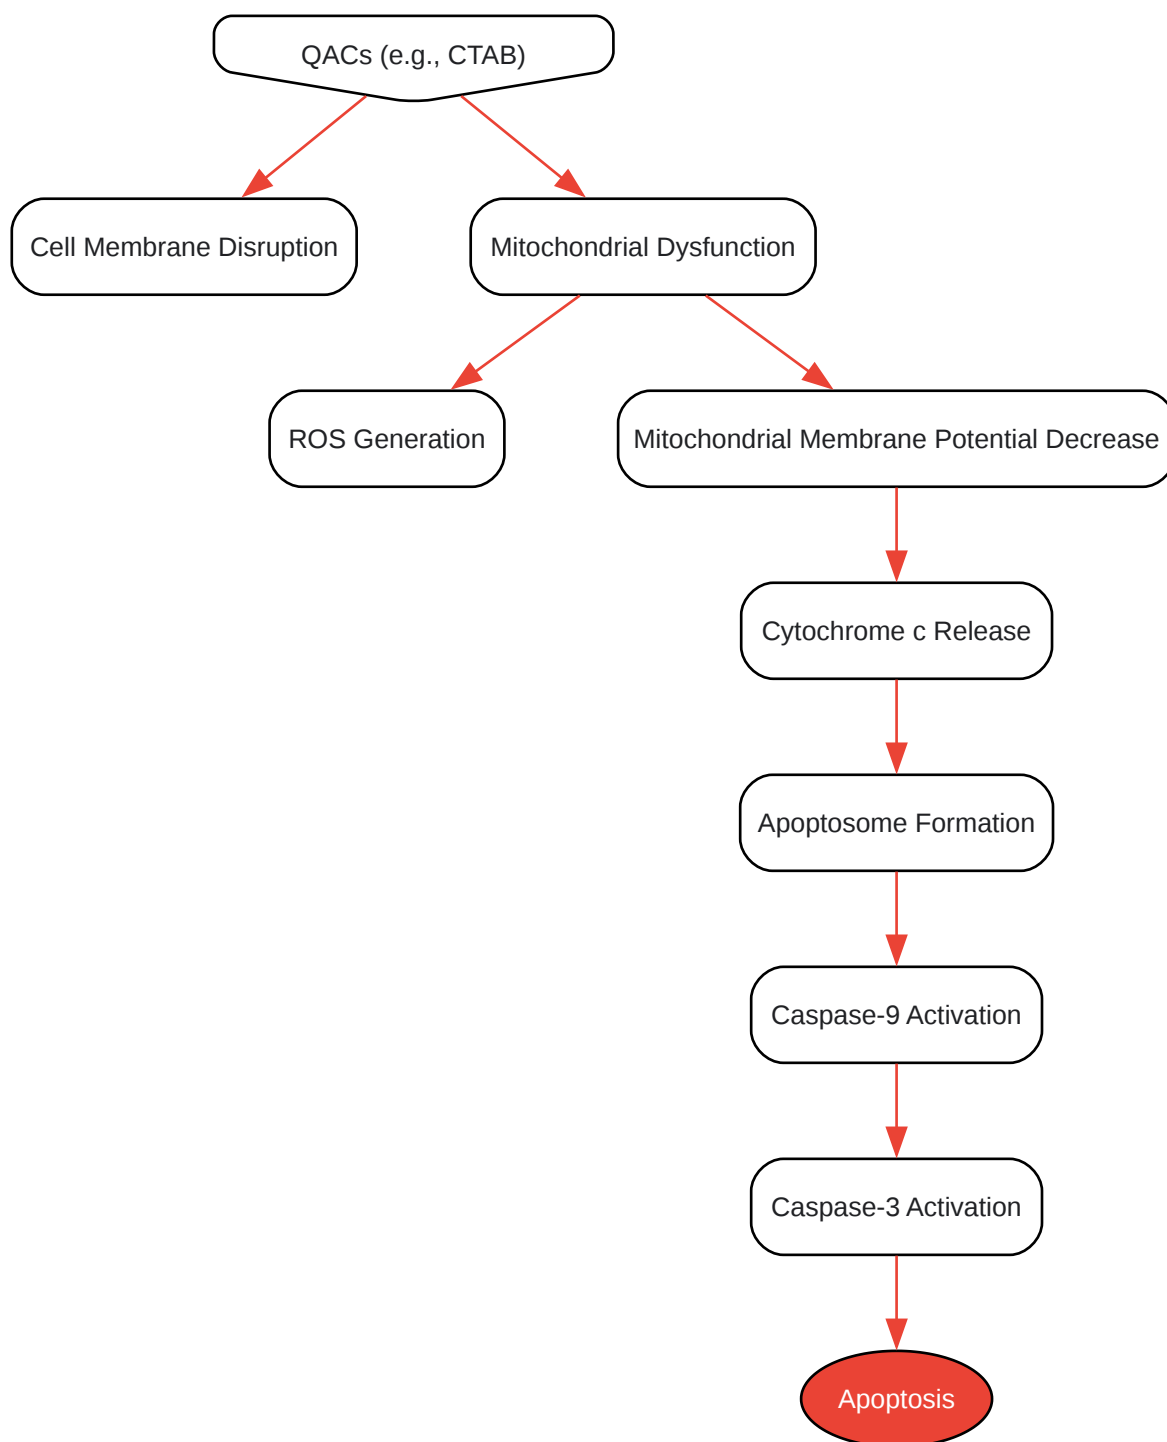 QACs (e.g., CTAB)
Cell Membrane Disruption
Mitochondrial Dysfunction
ROS Generation
Mitochondrial Membrane Potential Decrease
Cytochrome c Release
Apoptosome Formation
Caspase-9 Activation
Caspase-3 Activation
Apoptosis